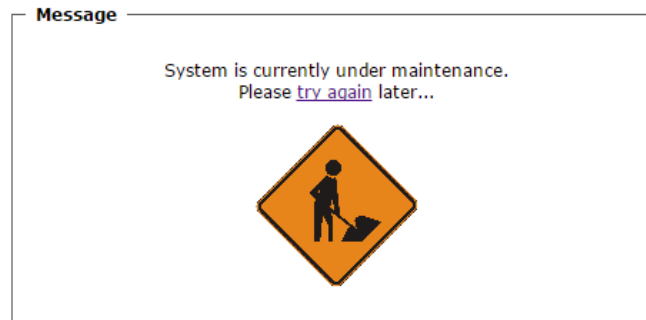 Message
System is currently under maintenance.
Please try again later...